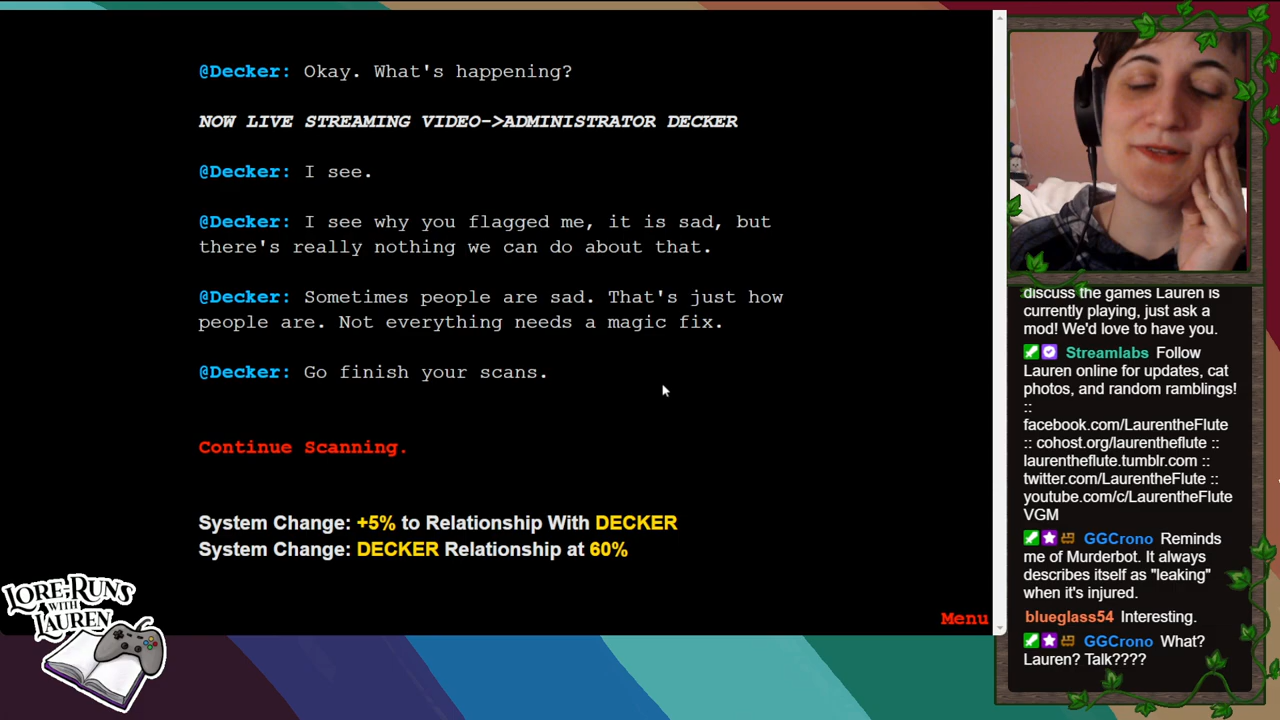 @Decker: Okay. What's happening?
NOW LIVE STREAMING VIDEO->ADMINISTRATOR DECKER
@Decker: I see.
@Decker: I see why you flagged me, it is sad, but
there's really nothing we can do about that.
@Decker: Sometimes people are sad. That's just how
people are. Not everything needs a magic fix.
@Decker: Go finish your scans.
Continue Scanning.
System Change: +5% to Relationship With DECKER
System Change: DECKER Relationship at 60%
Menu
LORE-RUNS
WITH
LAUREN
discuss the games Lauren is
currently playing, just ask a
mod! We'd love to have you.
Streamlabs Follow
Lauren online for updates, cat
photos, and random ramblings!
::
facebook.com/LaurentheFlute
:: cohost.org/laurentheflute ::
laurentheflute.tumblr.com ::
twitter.com/LaurentheFlute ::
youtube.com/c/LaurentheFlute
VGM
GGCrono Reminds
me of Murderbot. It always
describes itself as "leaking"
when it's injured.
blueglass54 Interesting.
GGCrono What?
Lauren? Talk????